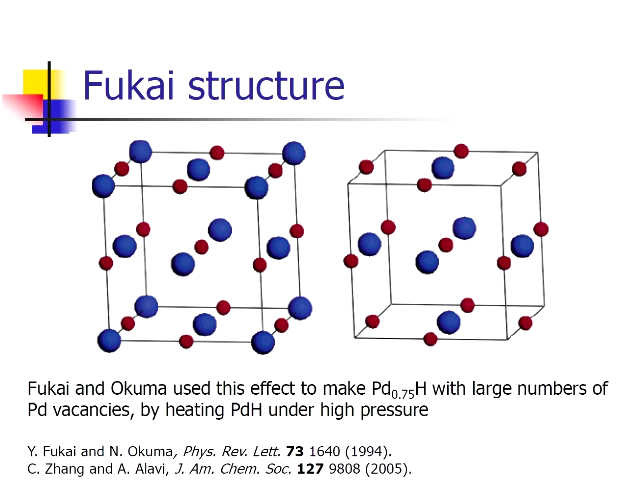 Fukai structure
Fukai and Okuma used this effect to make Pd0.75H with large numbers of
Pd vacancies, by heating PdH under high pressure
Y. Fukai and N. Okuma, Phys. Rev. Lett. 73 1640 (1994).
C. Zhang and A. Alavi, J. Am. Chem. Soc. 127 9808 (2005).